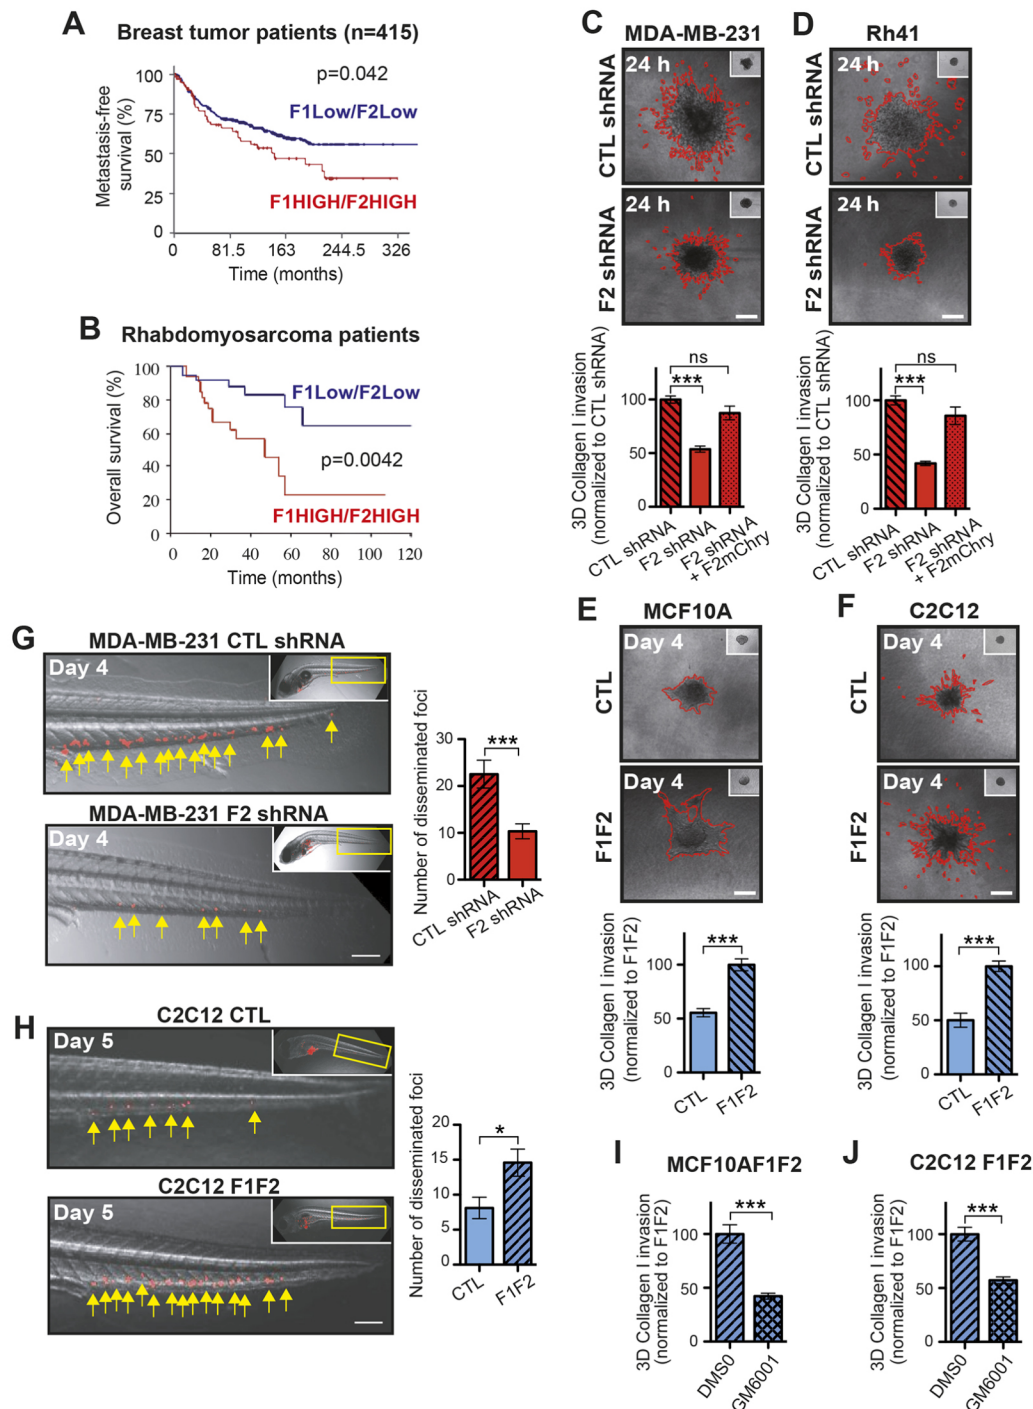 A
Breast tumor patients (n=415)
Metastasis-free
survival (%)
100
75
50
25
0
p=0.042
F1Low/F2Low
F1HIGH/F2HIGH
0 81.5 163 244.5 326
Time (months)
B
Rhabdomyosarcoma patients
Overall survival (%)
100
80
60
40
20
0
F1Low/F2Low
p=0.0042
F1HIGH/F2HIGH
0 20 40 60 80 100 120
Time (months)
C
MDA-MB-231
CTL shRNA
24 h
F2 shRNA
24 h
3D Collagen I invasion
(normalized to CTL shRNA)
100
50
0
ns
***
CTL shRNA
F2 shRNA
F2 shRNA
+ F2mChry
D
Rh41
CTL shRNA
24 h
F2 shRNA
24 h
3D Collagen I invasion
(normalized to CTL shRNA)
100
50
0
ns
***
CTL shRNA
F2 shRNA
F2 shRNA
+ F2mChry
E
MCF10A
CTL
Day 4
F1F2
Day 4
3D Collagen I invasion
(normalized to F1F2)
100
50
0
***
CTL
F1F2
F
C2C12
CTL
Day 4
F1F2
Day 4
3D Collagen I invasion
(normalized to F1F2)
100
50
0
***
CTL
F1F2
G
MDA-MB-231 CTL shRNA
Day 4
MDA-MB-231 F2 shRNA
Day 4
Number of disseminated foci
30
20
10
0
***
CTL shRNA
F2 shRNA
H
C2C12 CTL
Day 5
C2C12 F1F2
Day 5
Number of disseminated foci
20
15
10
5
0
*
CTL
F1F2
I
MCF10AF1F2
3D Collagen I invasion
(normalized to F1F2)
100
50
0
***
DMS0
GM6001
J
C2C12 F1F2
3D Collagen I invasion
(normalized to F1F2)
100
50
0
***
DMS0
GM6001